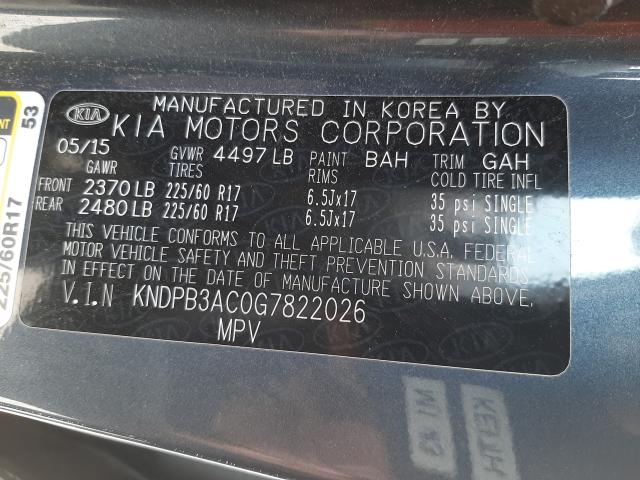 KIA MANUFACTURED IN KOREA BY
KIA MOTORS CORPORATION
05/15 GVWR 4497 LB PAINT BAH TRIM GAH
GAWR TIRES RIMS COLD TIRE INFL
FRONT 2370 LB 225/60 R17 6.5Jx17 35 psi SINGLE
REAR 2480 LB 225/60 R17 6.5Jx17 35 psi SINGLE
THIS VEHICLE CONFORMS TO ALL APPLICABLE U.S.A. FEDERAL
MOTOR VEHICLE SAFETY AND THEFT PREVENTION STANDARDS
IN EFFECT ON THE DATE OF MANUFACTURE SHOWN ABOVE.
V.I.N KNDPB3AC0G7822026
MPV
53
225/60R17